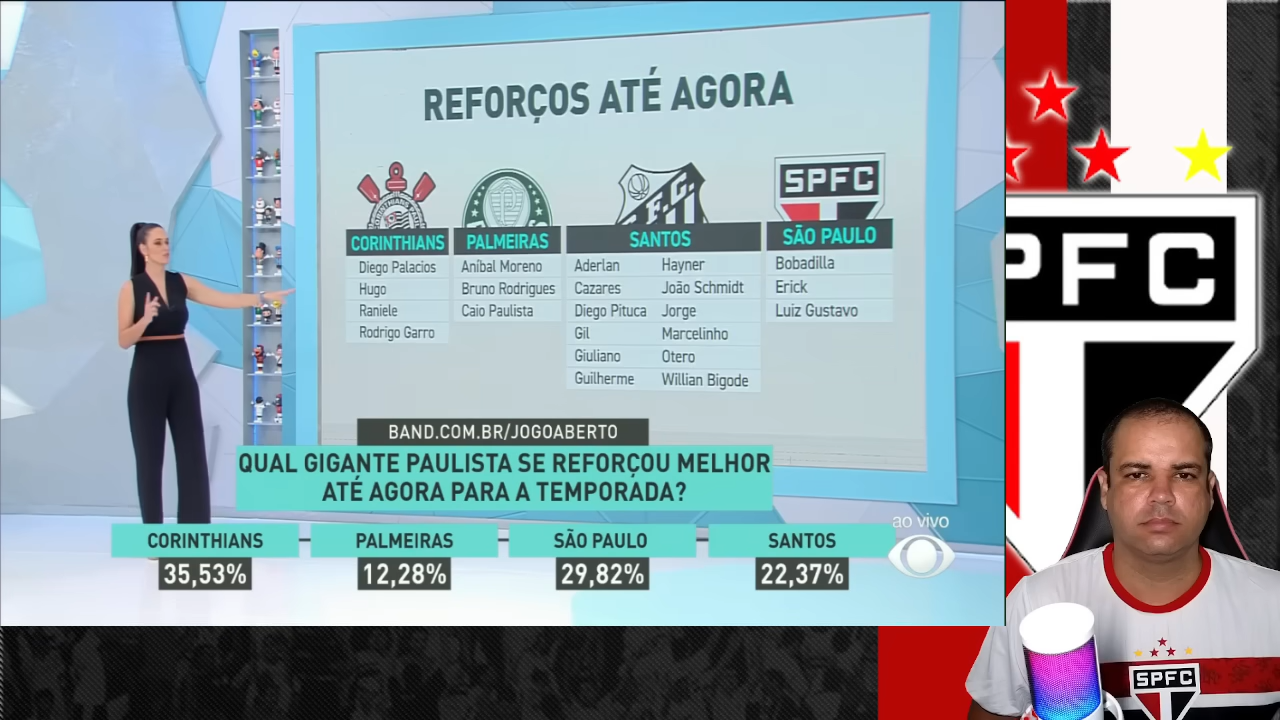 REFORÇOS ATÉ AGORA
SPFC
CORINTHIANS
PALMEIRAS
SANTOS
SÃO PAULO
Diego Palacios
Hugo
Raniele
Rodrigo Garro
Aníbal Moreno
Bruno Rodrigues
Caio Paulista
Aderlan
Cazares
Diego Pituca
Gil
Giuliano
Guilherme
Hayner
João Schmidt
Jorge
Marcelinho
Otero
Willian Bigode
Bobadilla
Erick
Luiz Gustavo
BAND.COM.BR/JOGOABERTO
QUAL GIGANTE PAULISTA SE REFORÇOU MELHOR
ATÉ AGORA PARA A TEMPORADA?
CORINTHIANS
PALMEIRAS
SÃO PAULO
SANTOS
35,53%
12,28%
29,82%
22,37%
ao vivo
PFC
SPFC